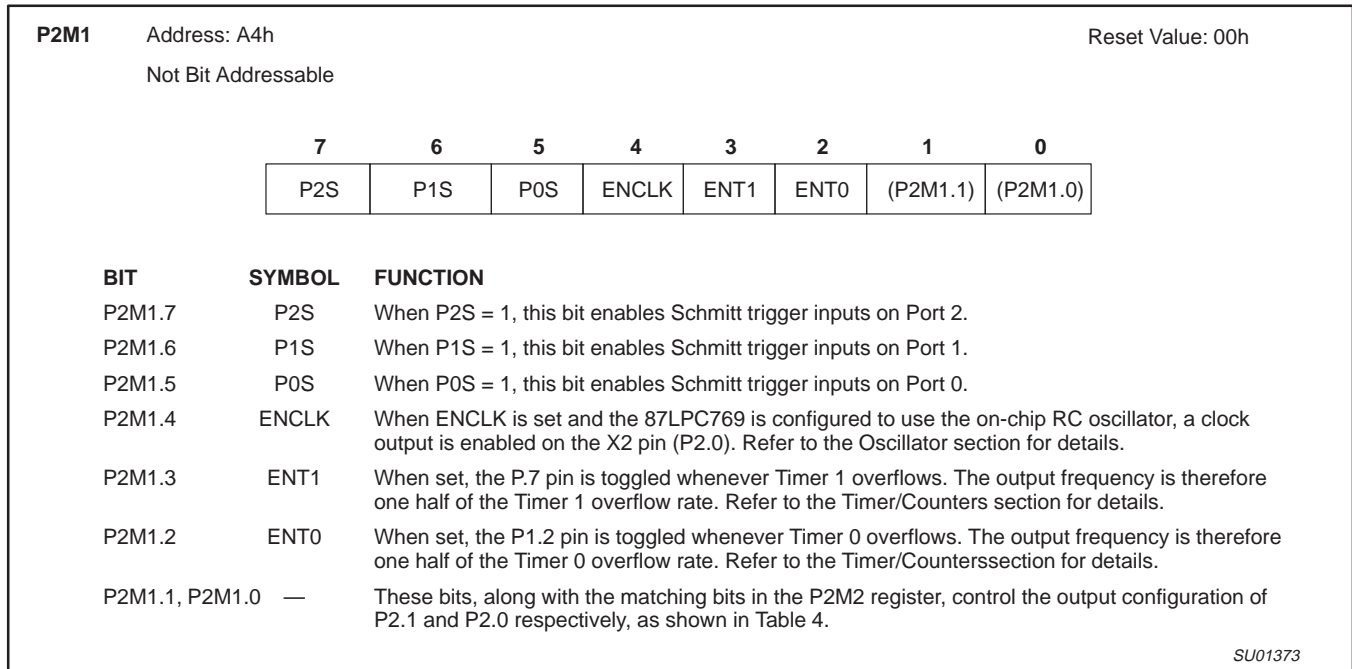 P2M1 Address: A4h Reset Value: 00h
Not Bit Addressable
7 6 5 4 3 2 1 0
P2S P1S P0S ENCLK ENT1 ENT0 (P2M1.1) (P2M1.0)
BIT SYMBOL FUNCTION
P2M1.7 P2S When P2S = 1, this bit enables Schmitt trigger inputs on Port 2.
P2M1.6 P1S When P1S = 1, this bit enables Schmitt trigger inputs on Port 1.
P2M1.5 P0S When P0S = 1, this bit enables Schmitt trigger inputs on Port 0.
P2M1.4 ENCLK When ENCLK is set and the 87LPC769 is configured to use the on-chip RC oscillator, a clock
output is enabled on the X2 pin (P2.0). Refer to the Oscillator section for details.
P2M1.3 ENT1 When set, the P.7 pin is toggled whenever Timer 1 overflows. The output frequency is therefore
one half of the Timer 1 overflow rate. Refer to the Timer/Counters section for details.
P2M1.2 ENT0 When set, the P1.2 pin is toggled whenever Timer 0 overflows. The output frequency is therefore
one half of the Timer 0 overflow rate. Refer to the Timer/Counterssection for details.
P2M1.1, P2M1.0 — These bits, along with the matching bits in the P2M2 register, control the output configuration of
P2.1 and P2.0 respectively, as shown in Table 4.
SU01373